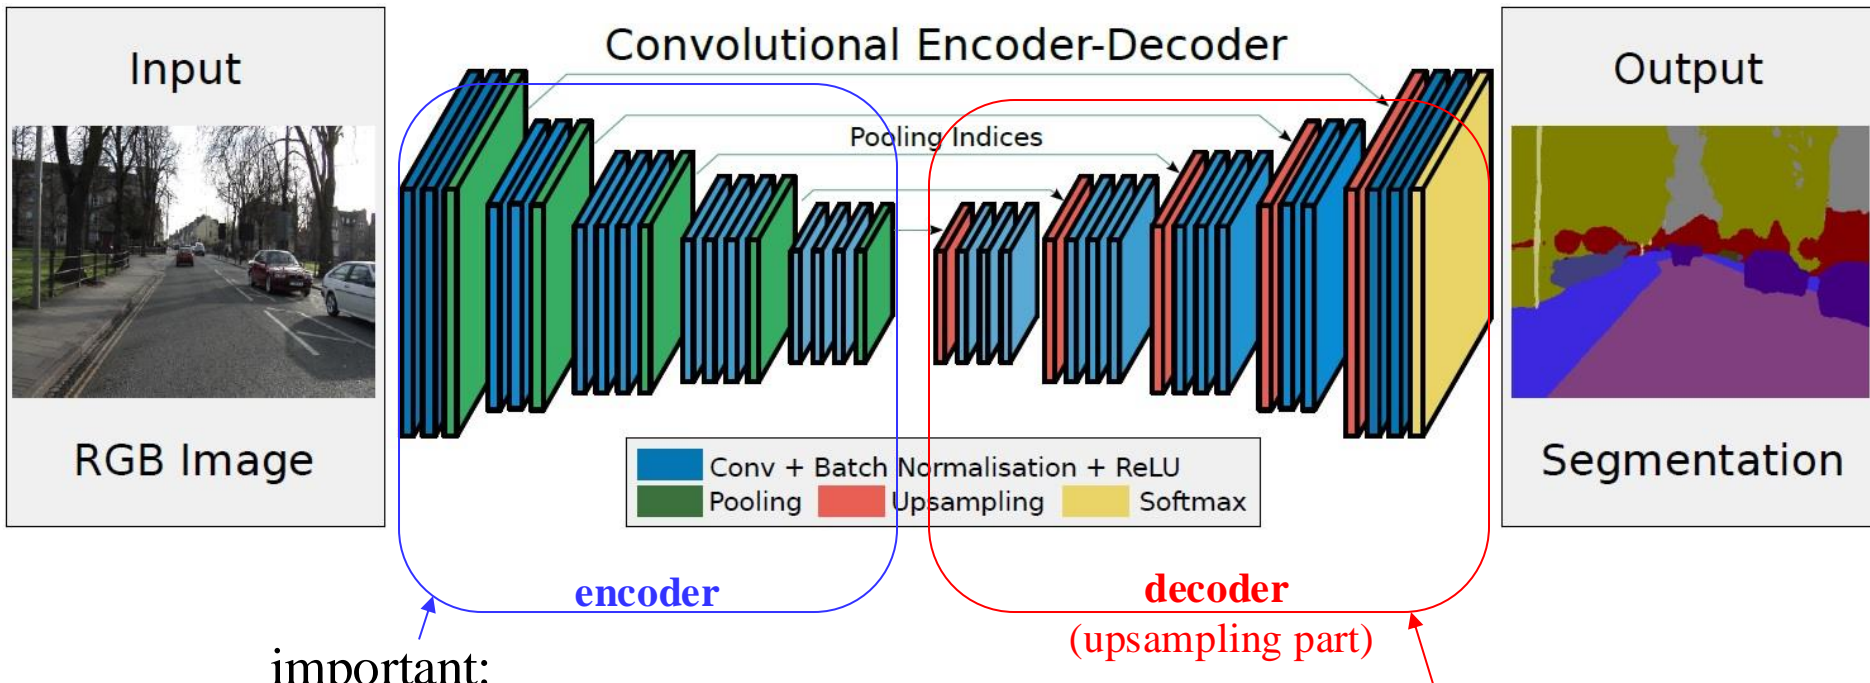 Input
RGB Image
Convolutional Encoder-Decoder
Pooling Indices
Conv + Batch Normalisation + ReLU
Pooling Upsampling Softmax
Output
Segmentation
encoder
decoder
(upsampling part)
important: